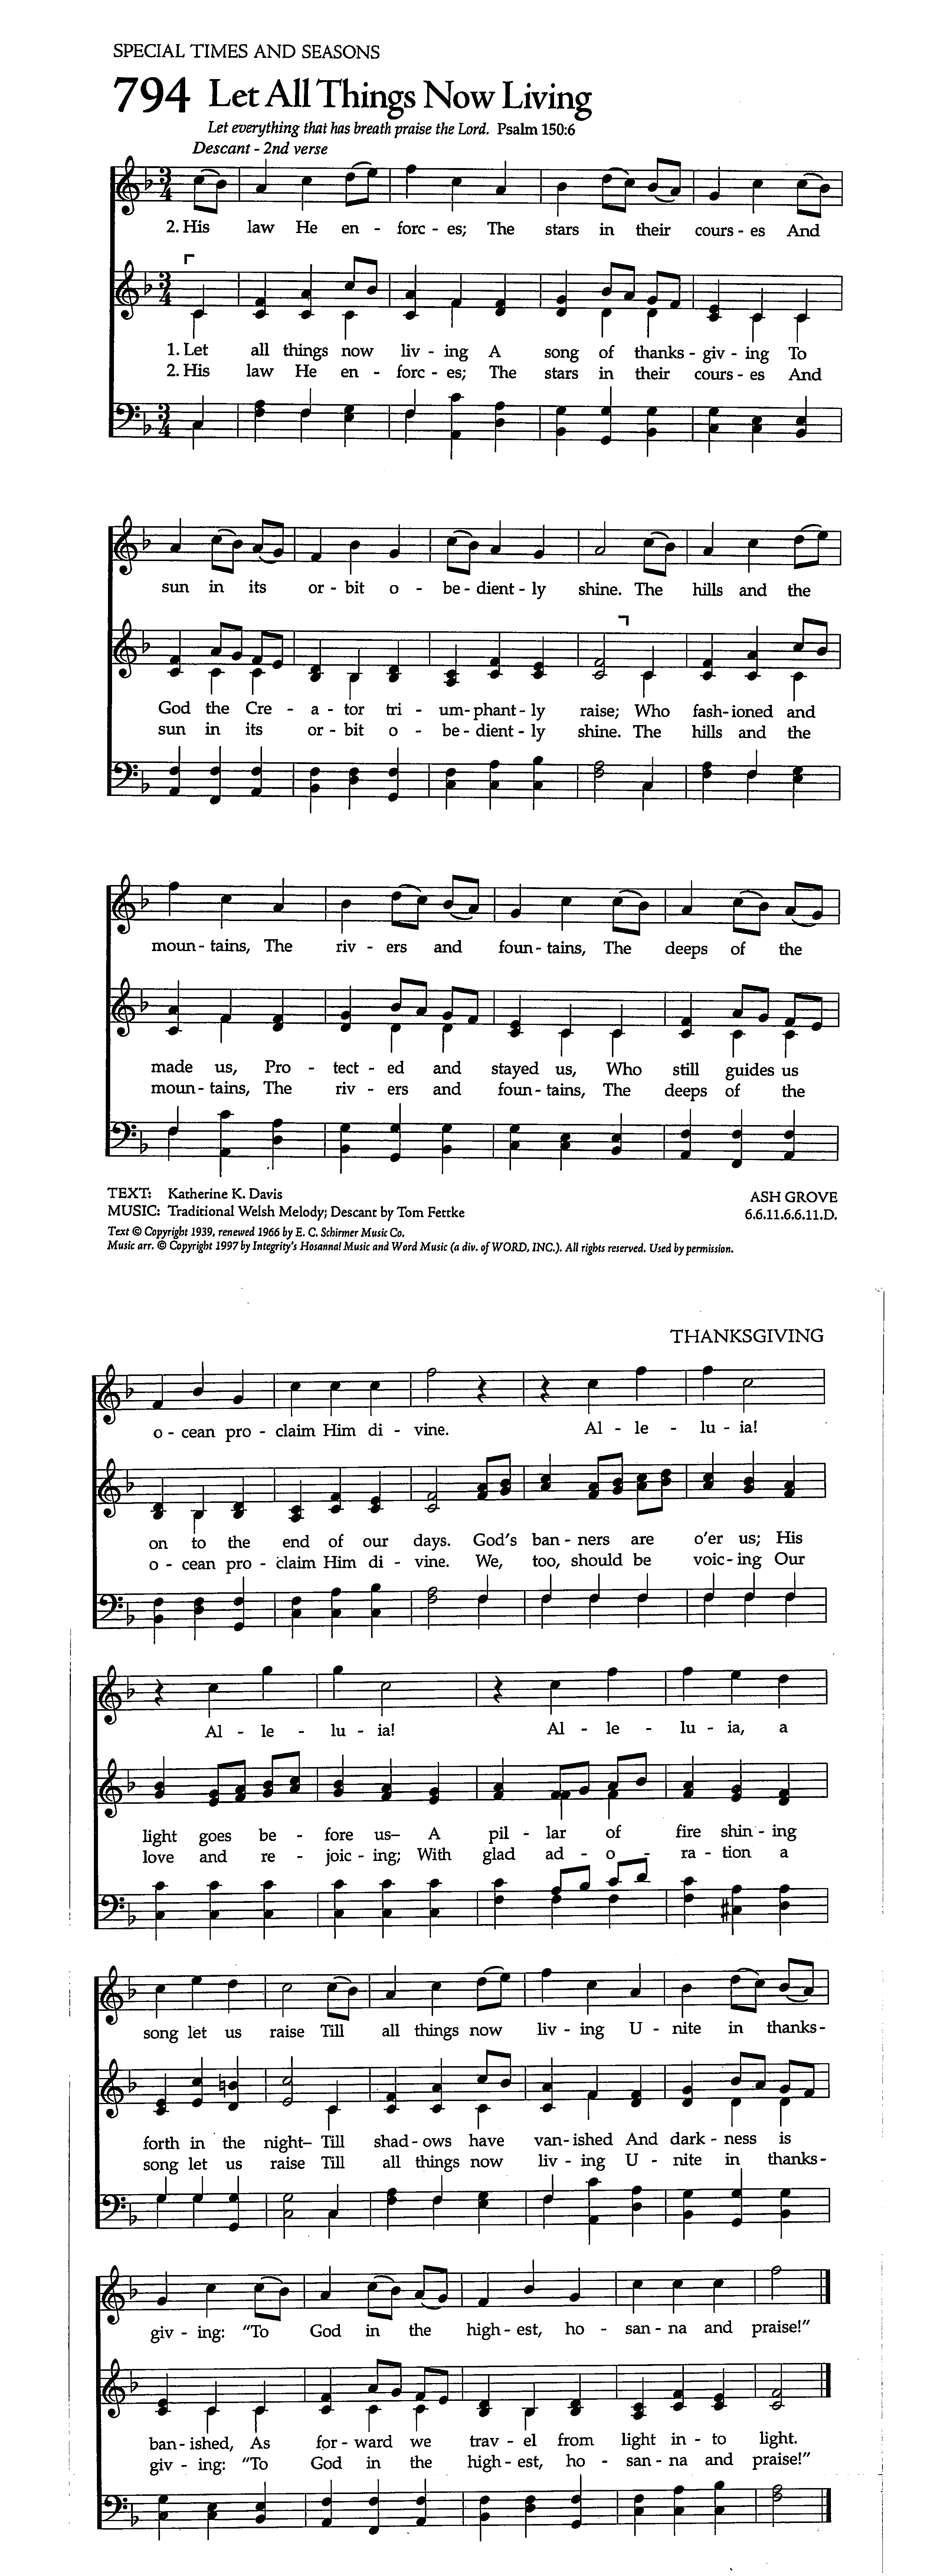 SPECIAL TIMES AND SEASONS
794 Let All Things Now Living
Let everything that has breath praise the Lord. Psalm 150:6
Descant - 2nd verse
2. His law He en - forc - es; The stars in their cours - es And
1. Let all things now liv - ing A song of thanks - giv - ing To
2. His law He en - forc - es; The stars in their cours - es And
sun in its or - bit o - be - dient - ly shine. The hills and the
God the Cre - a - tor tri - um - phant - ly raise; Who fash - ioned and
sun in its or - bit o - be - dient - ly shine. The hills and the
moun - tains, The riv - ers and foun - tains, The deeps of the
made us, Pro - tect - ed and stayed us, Who still guides us
moun - tains, The riv - ers and foun - tains, The deeps of the
TEXT: Katherine K. Davis
MUSIC: Traditional Welsh Melody; Descant by Tom Fettke
ASH GROVE
6.6.11.6.6.11.D.
Text © Copyright 1939, renewed 1966 by E. C. Schirmer Music Co.
Music arr. © Copyright 1997 by Integrity's Hosanna! Music and Word Music (a div. of WORD, INC.). All rights reserved. Used by permission.
THANKSGIVING
o - cean pro - claim Him di - vine. Al - le - lu - ia!
on to the end of our days. God's ban - ners are o'er us; His
o - cean pro - claim Him di - vine. We, too, should be voic - ing Our
Al - le - lu - ia! Al - le - lu - ia, a
light goes be - fore us– A pil - lar of fire shin - ing
love and re - joic - ing; With glad ad - o - ra - tion a
song let us raise Till all things now liv - ing U - nite in thanks -
forth in the night– Till shad - ows have van - ished And dark - ness is
song let us raise Till all things now liv - ing U - nite in thanks -
giv - ing: "To God in the high - est, ho - san - na and praise!"
ban - ished, As for - ward we trav - el from light in - to light.
giv - ing: "To God in the high - est, ho - san - na and praise!"